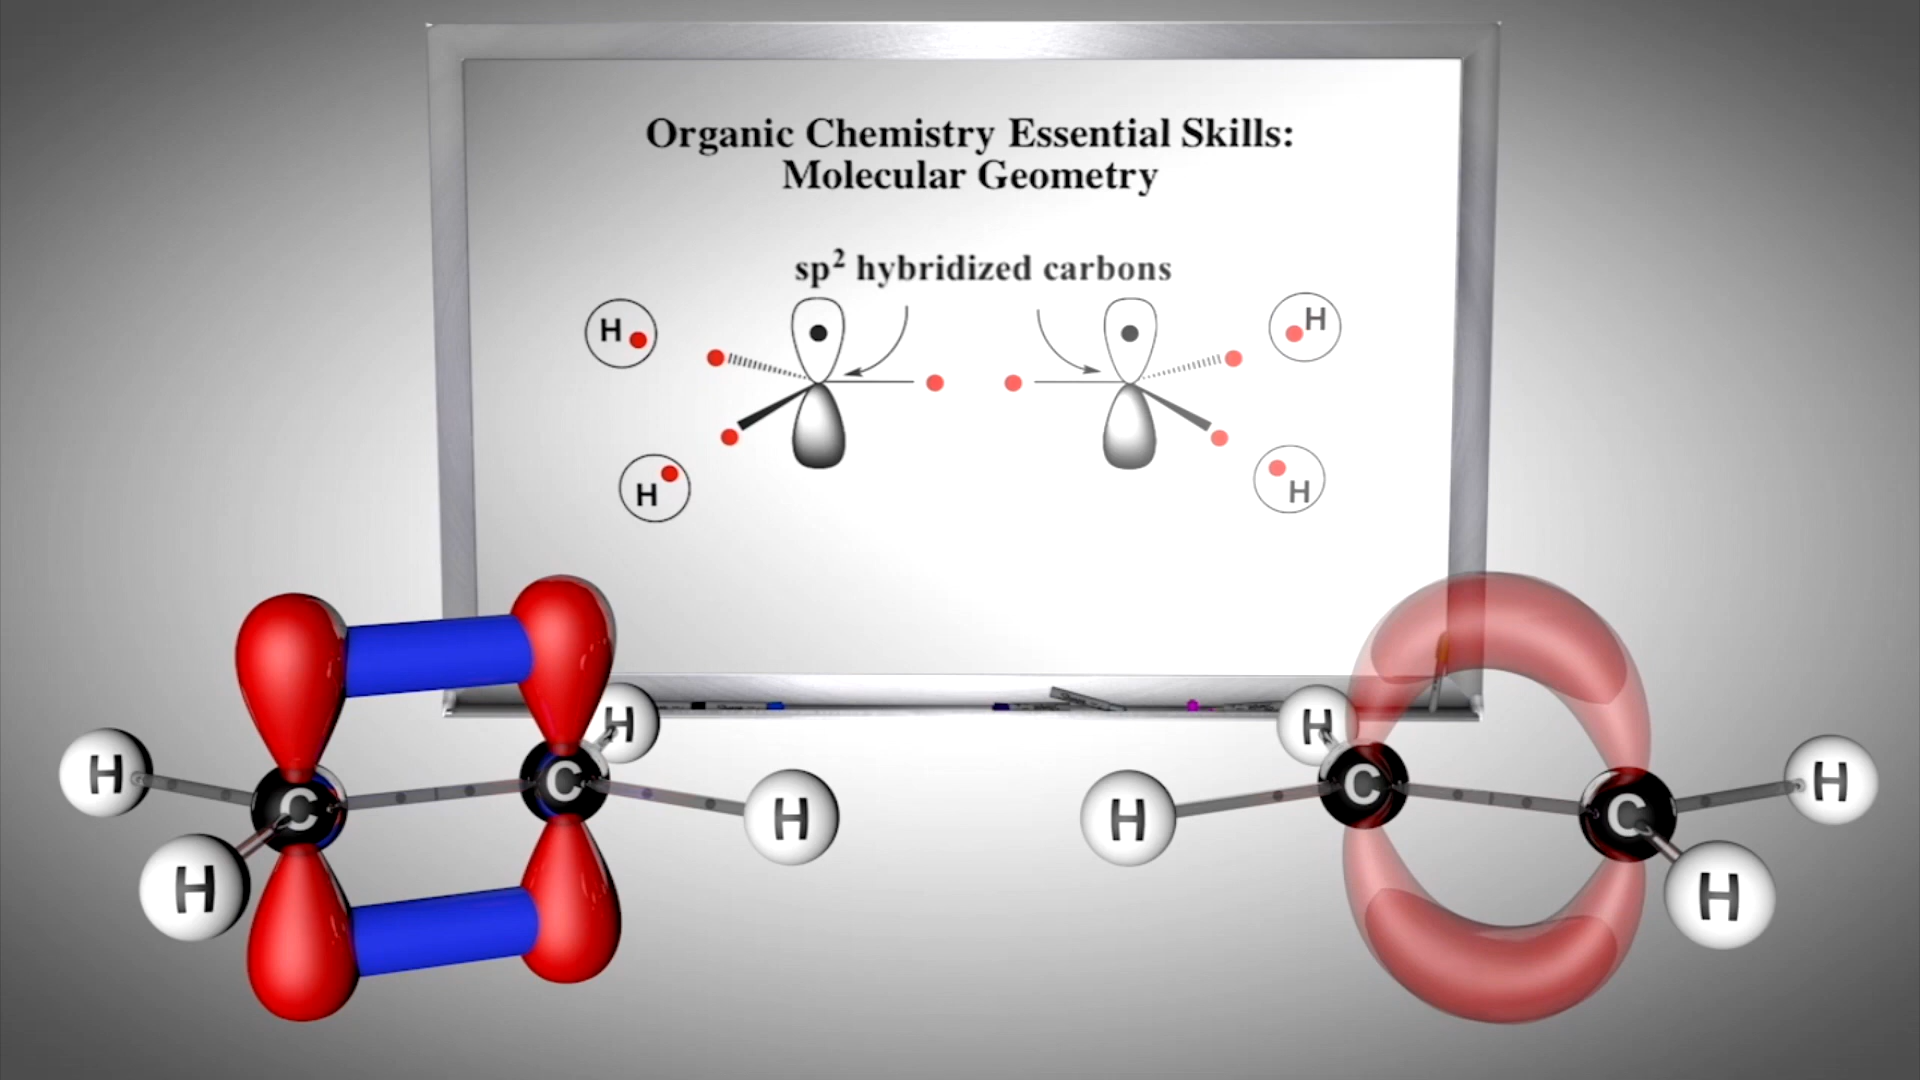 Organic Chemistry Essential Skills:
Molecular Geometry
sp² hybridized carbons
H
H
H
H
H
H
C
C
H
H
H
H
C
C
H
H